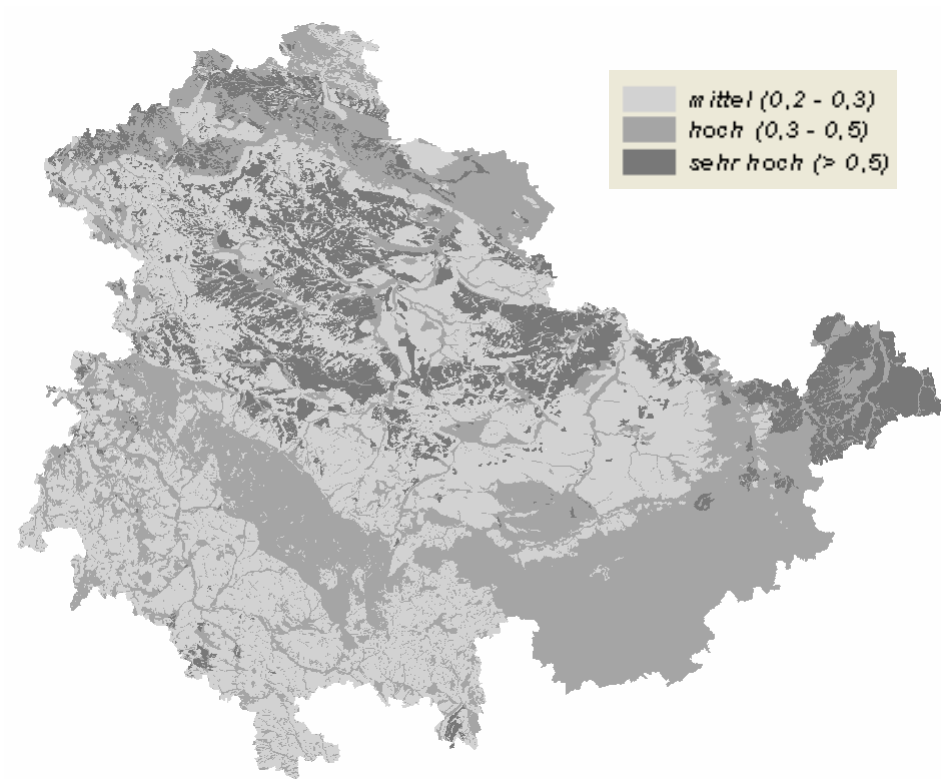 mittel (0,2 - 0,3)
hoch (0,3 - 0,5)
sehr hoch (> 0,5)